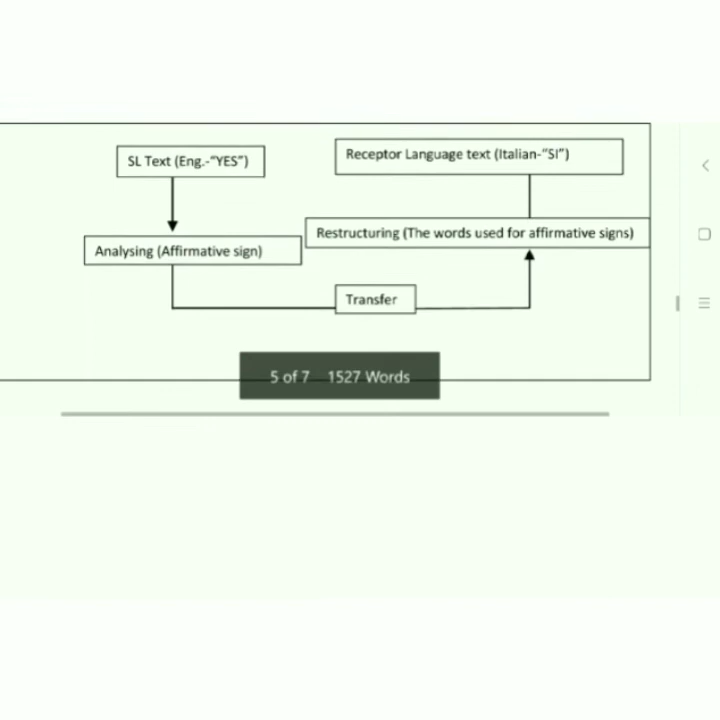 SL Text (Eng.-"YES")
Receptor Language text (Italian-"SI")
Analysing (Affirmative sign)
Restructuring (The words used for affirmative signs)
Transfer
5 of 7 1527 Words